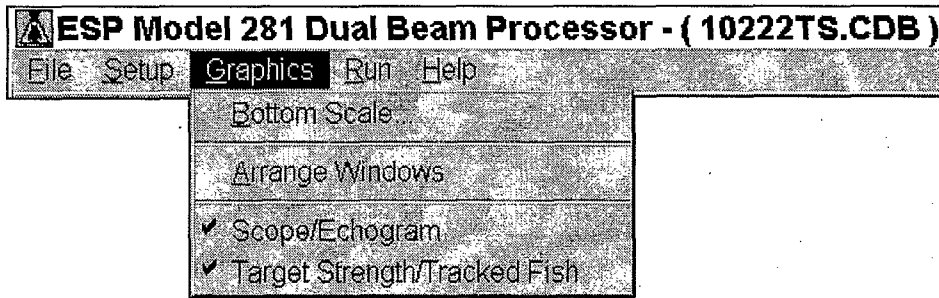 ESP Model 281 Dual Beam Processor - ( 10222TS.CDB )
File Setup Graphics Run Help
Bottom Scale...
Arrange Windows
✔ Scope/Echogram
✔ Target Strength/Tracked Fish